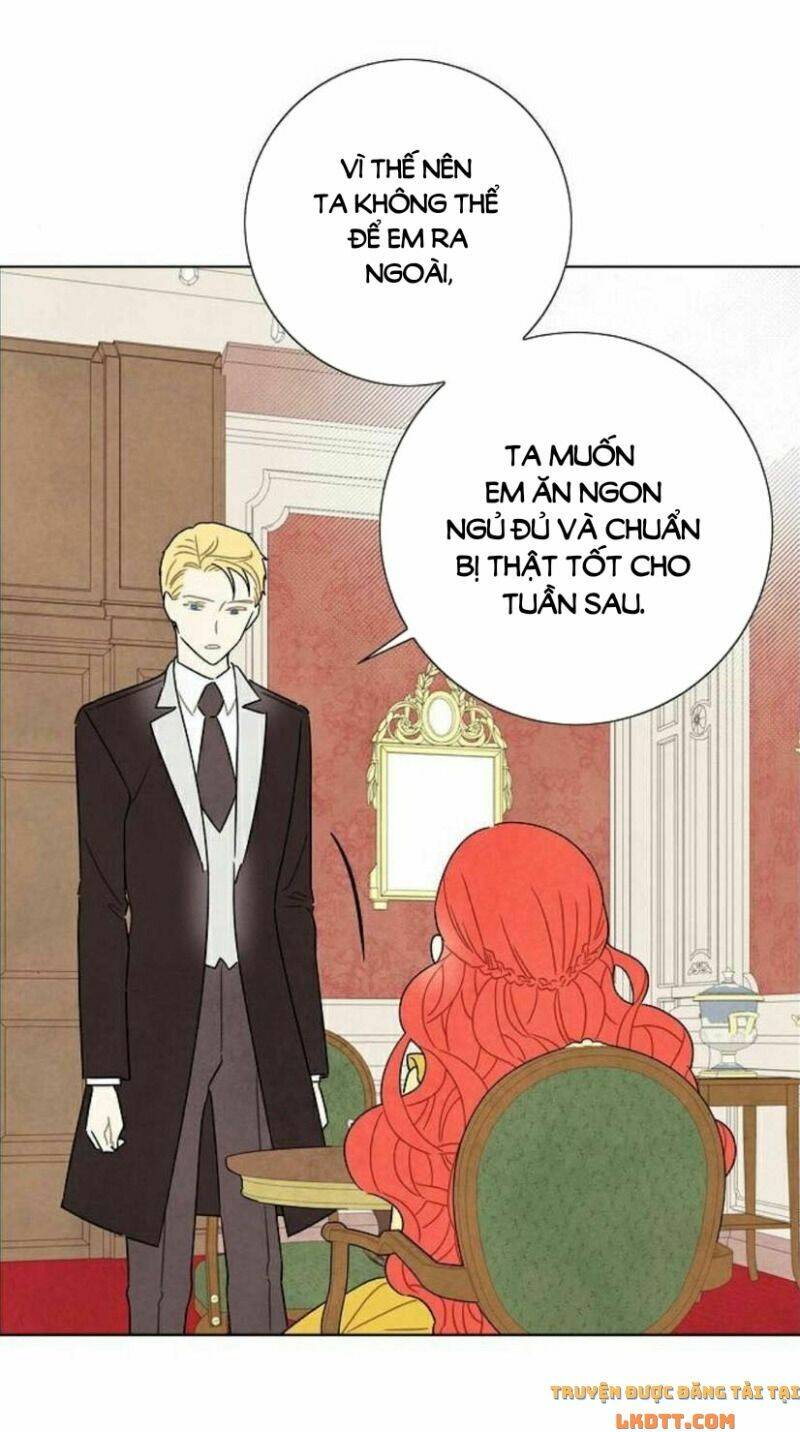 VÌ THẾ NÊN
TA KHÔNG THỂ
ĐỂ EM RA
NGOÀI,
TA MUỐN
EM ĂN NGON
NGỦ ĐỦ VÀ CHUẨN
BỊ THẬT TỐT CHO
TUẦN SAU.
TRUYỆN ĐƯỢC ĐĂNG TẢI TẠI
LKDTT.COM